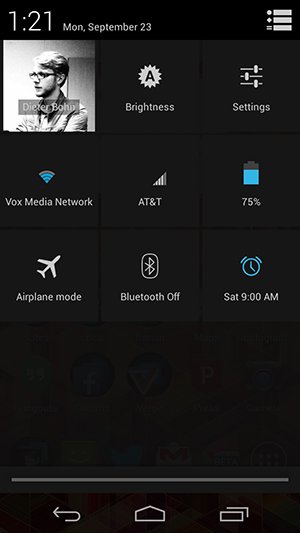 1:21 Mon, September 23
Dieter Bohn
Brightness
Settings
Vox Media Network
AT&T
75%
Airplane mode
Bluetooth Off
Sat 9:00 AM